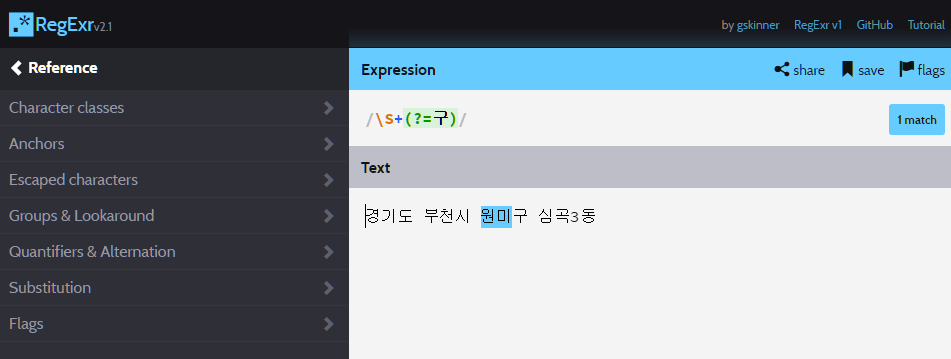 RegExr v2.1
by gskinner RegExr v1 GitHub Tutorial
Reference
Character classes
Anchors
Escaped characters
Groups & Lookaround
Quantifiers & Alternation
Substitution
Flags
Expression share save flags
/\S+(?=구)/ 1 match
Text
경기도 부천시 원미구 심곡3동